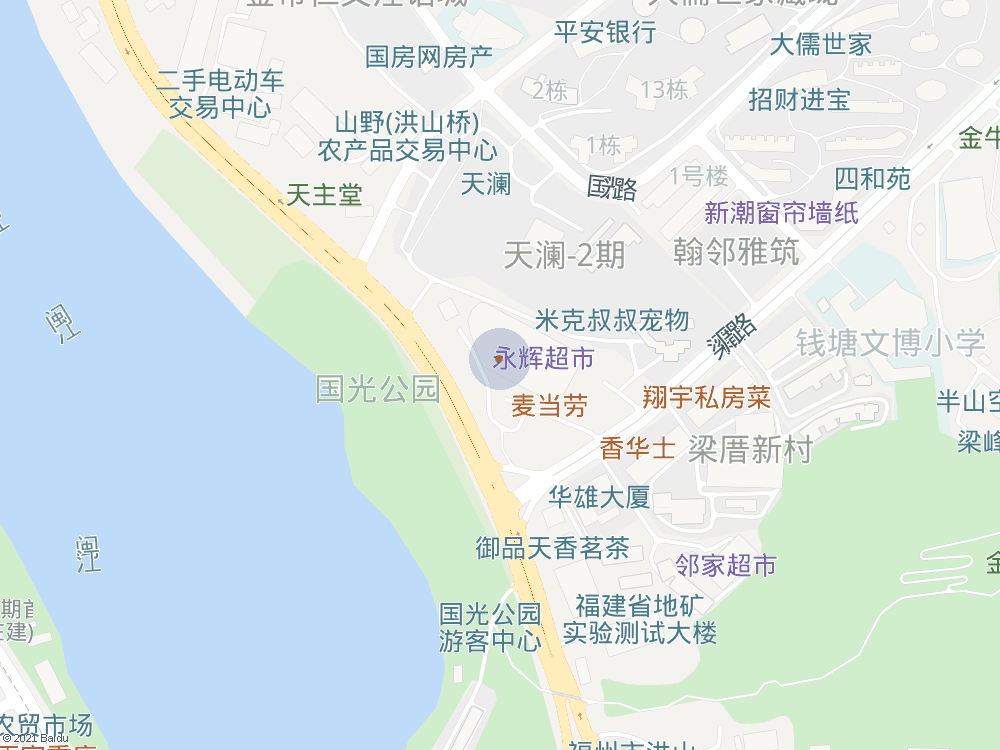 国房网房产
平安银行
大儒世家
二手电动车
交易中心
2栋
13栋
招财进宝
山野(洪山桥)
农产品交易中心
1栋
金牛
天主堂
天澜
国光路
1号楼
四和苑
新潮窗帘墙纸
天澜-2期
翰邻雅筑
闽江
米克叔叔宠物
梁厝路
钱塘文博小学
永辉超市
国光公园
麦当劳
翔宇私房菜
半山空
香华士
梁厝新村
梁峰
华雄大厦
闽江
御品天香茗茶
邻家超市
金
国光公园
游客中心
福建省地矿
实验测试大楼
农贸市场
© 2021 Baidu